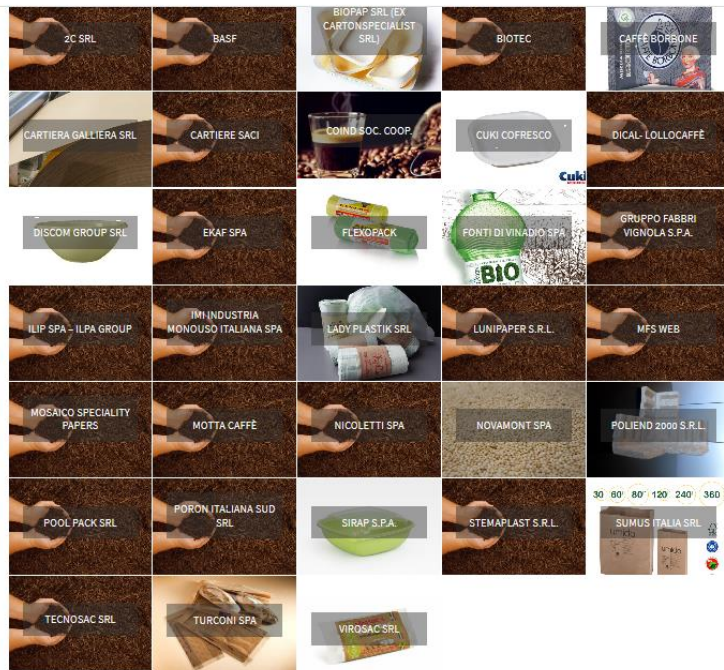 2C SRL
BASF
BIOPAP SRL (EX
CARTONSPECIALIST
SRL)
BIOTEC
CAFFÈ BORBONE
CARTIERA GALLIERA SRL
CARTIERE SACI
COIND SOC. COOP.
CUKI COFRESCO
Cuki
DICAL- LOLLOCAFFÈ
DISCOM GROUP SRL
EKAF SPA
FLEXOPACK
FONTI DI VINADIO SPA
BIO
GRUPPO FABBRI
VIGNOLA S.P.A.
ILIP SPA – ILPA GROUP
IMI INDUSTRIA
MONOUSO ITALIANA SPA
LADY PLASTIK SRL
LUNIPAPER S.R.L.
MFS WEB
MOSAICO SPECIALITY
PAPERS
MOTTA CAFFÈ
NICOLETTI SPA
NOVAMONT SPA
POLIEND 2000 S.R.L.
POOL PACK SRL
PORON ITALIANA SUD
SRL
SIRAP S.P.A.
STEMAPLAST S.R.L.
30 60 80 120 240 360
SUMUS ITALIA SRL
umido
umido
TECNOSAC SRL
TURCONI SPA
VIROSAC SRL